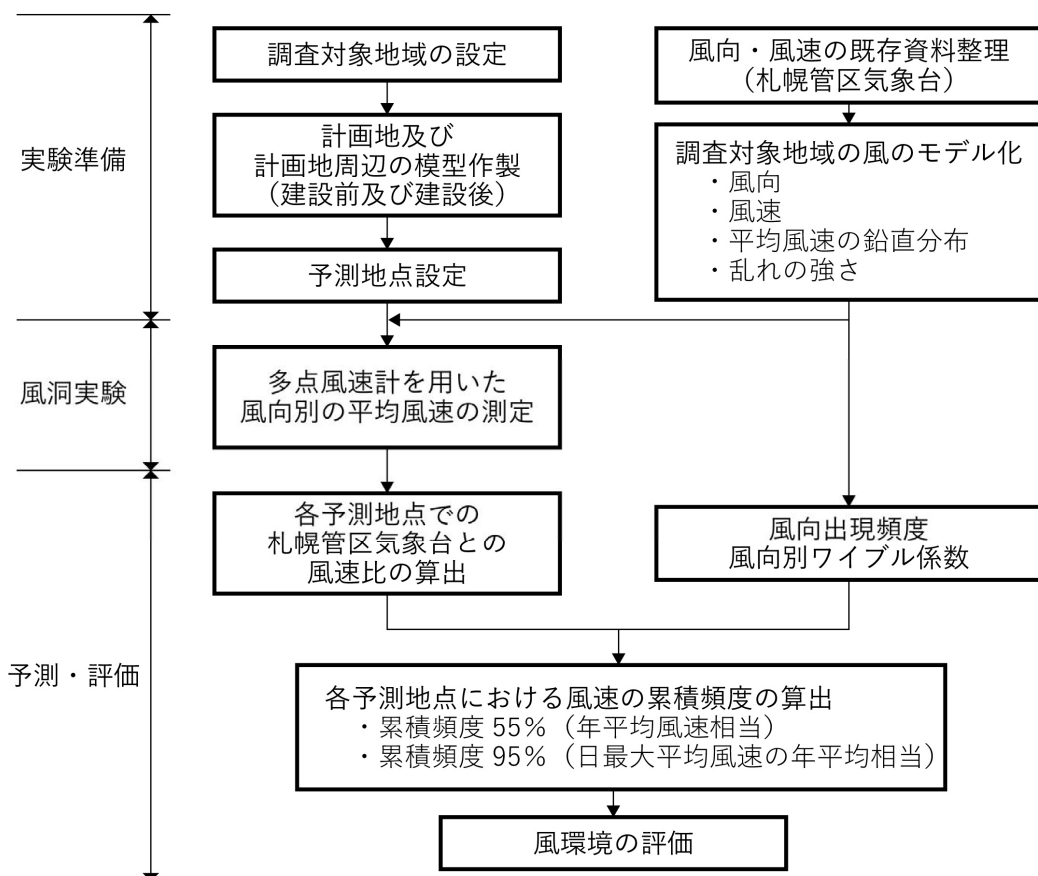 実験準備
調査対象地域の設定
計画地及び
計画地周辺の模型作製
（建設前及び建設後）
予測地点設定
風向・風速の既存資料整理
（札幌管区気象台）
調査対象地域の風のモデル化
・風向
・風速
・平均風速の鉛直分布
・乱れの強さ
風洞実験
多点風速計を用いた
風向別の平均風速の測定
予測・評価
各予測地点での
札幌管区気象台との
風速比の算出
風向出現頻度
風向別ワイブル係数
各予測地点における風速の累積頻度の算出
・累積頻度 55％（年平均風速相当）
・累積頻度 95％（日最大平均風速の年平均相当）
風環境の評価